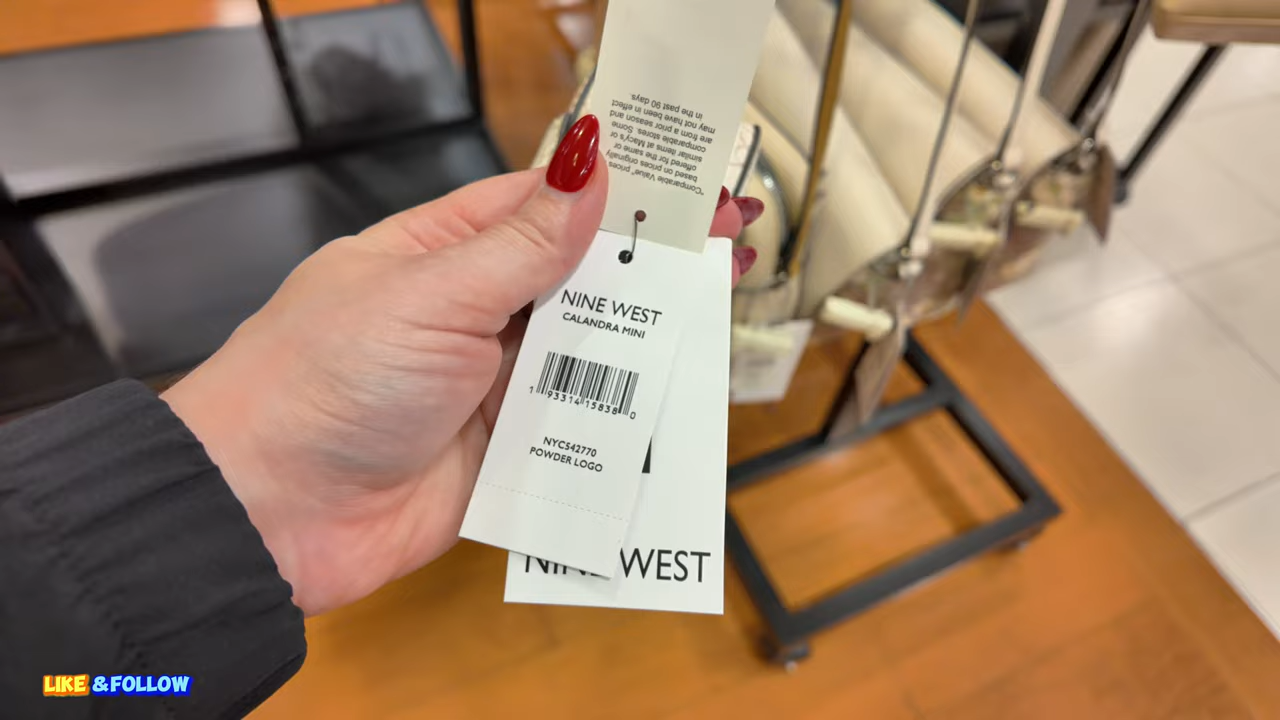 "Comparable Value" prices
based on prices originally
offered for the same or
similar items at Macy's or
comparable stores. Some
are from a prior season and
may not have been in effect
in the past 90 days.
NINE WEST
CALANDRA MINI
1 93314 15838 0
NYC542770
POWDER LOGO
NINE WEST
LIKE &FOLLOW